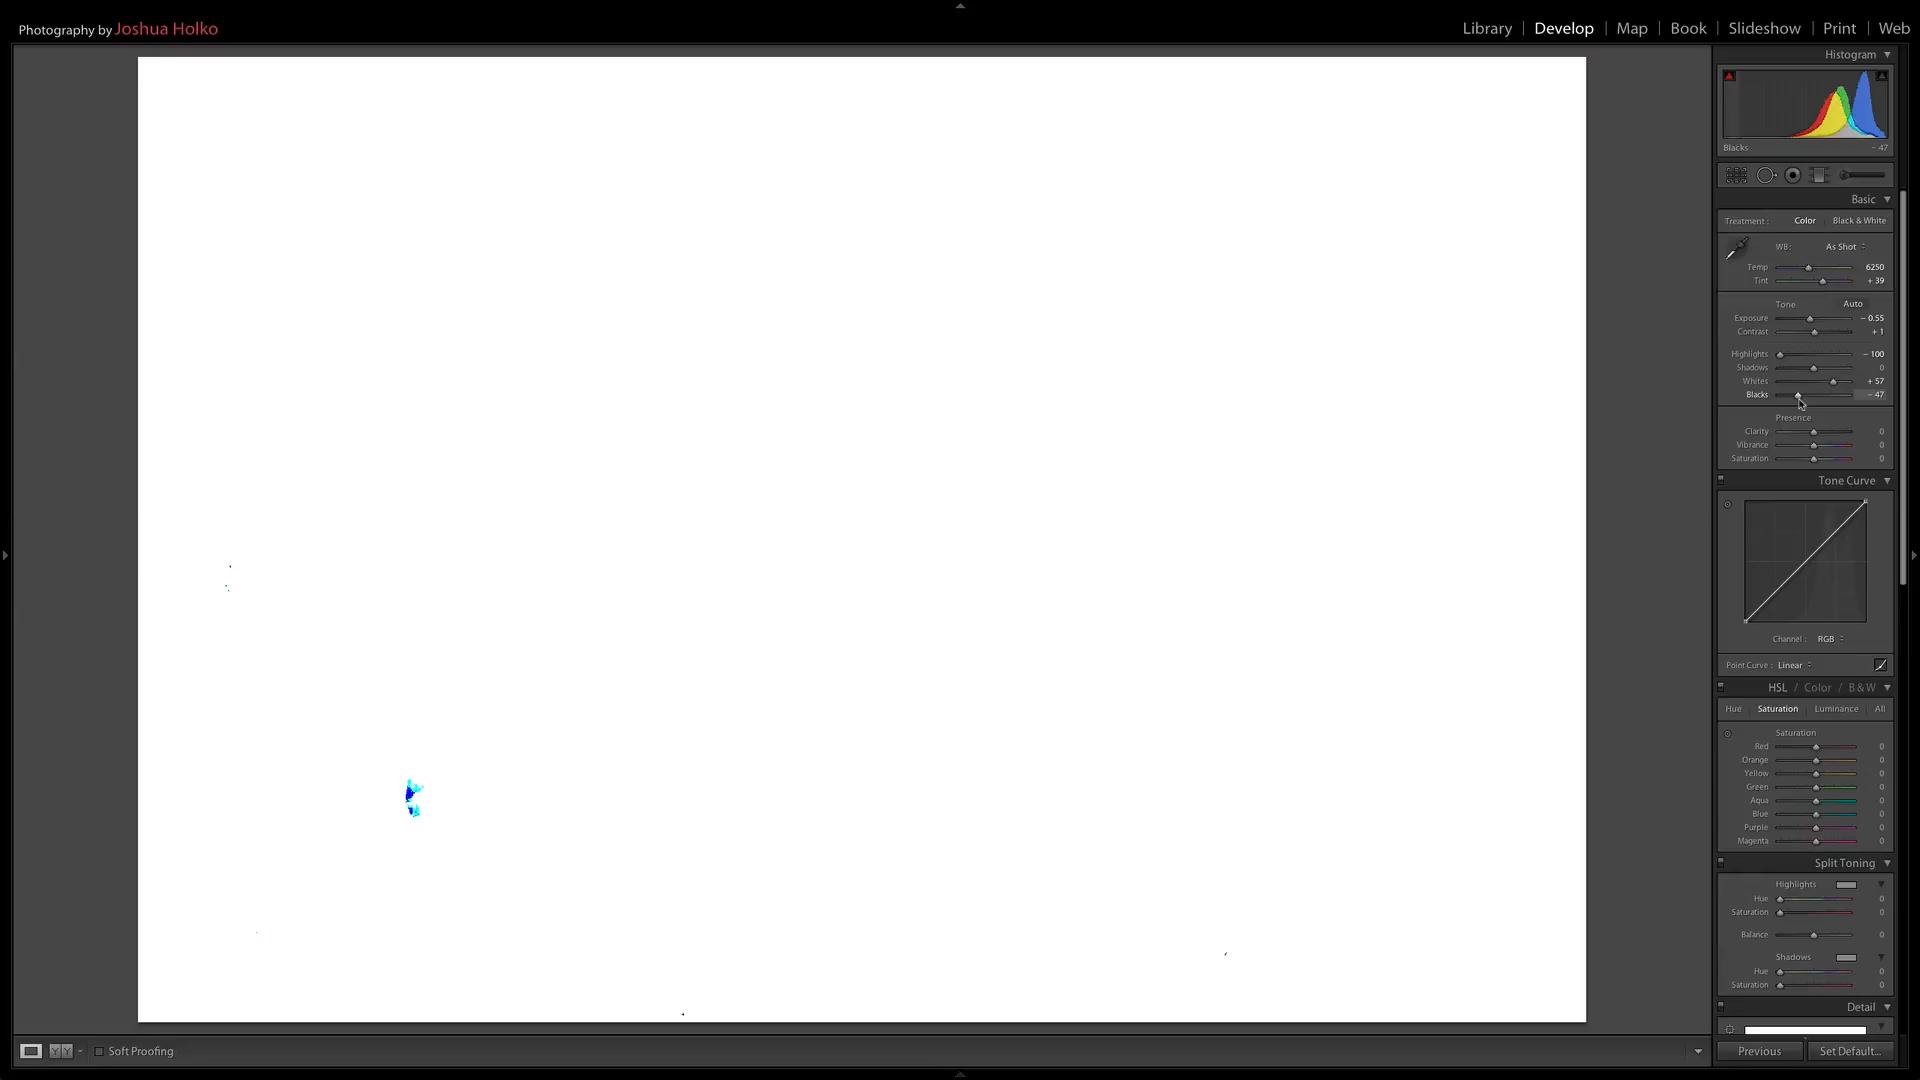 Photography by Joshua Holko
Library | Develop | Map | Book | Slideshow | Print | Web
Histogram
Blacks - 47
Basic
Treatment : Color Black & White
WB : As Shot
Temp 6250
Tint + 39
Tone Auto
Exposure - 0.55
Contrast + 1
Highlights - 100
Shadows 0
Whites + 57
Blacks - 47
Presence
Clarity 0
Vibrance 0
Saturation 0
Tone Curve
Channel : RGB
Point Curve : Linear
HSL / Color / B & W
Hue Saturation Luminance All
Saturation
Red 0
Orange 0
Yellow 0
Green 0
Aqua 0
Blue 0
Purple 0
Magenta 0
Split Toning
Highlights
Hue 0
Saturation 0
Balance 0
Shadows
Hue 0
Saturation 0
Detail
Y Y Soft Proofing
Previous Set Default...